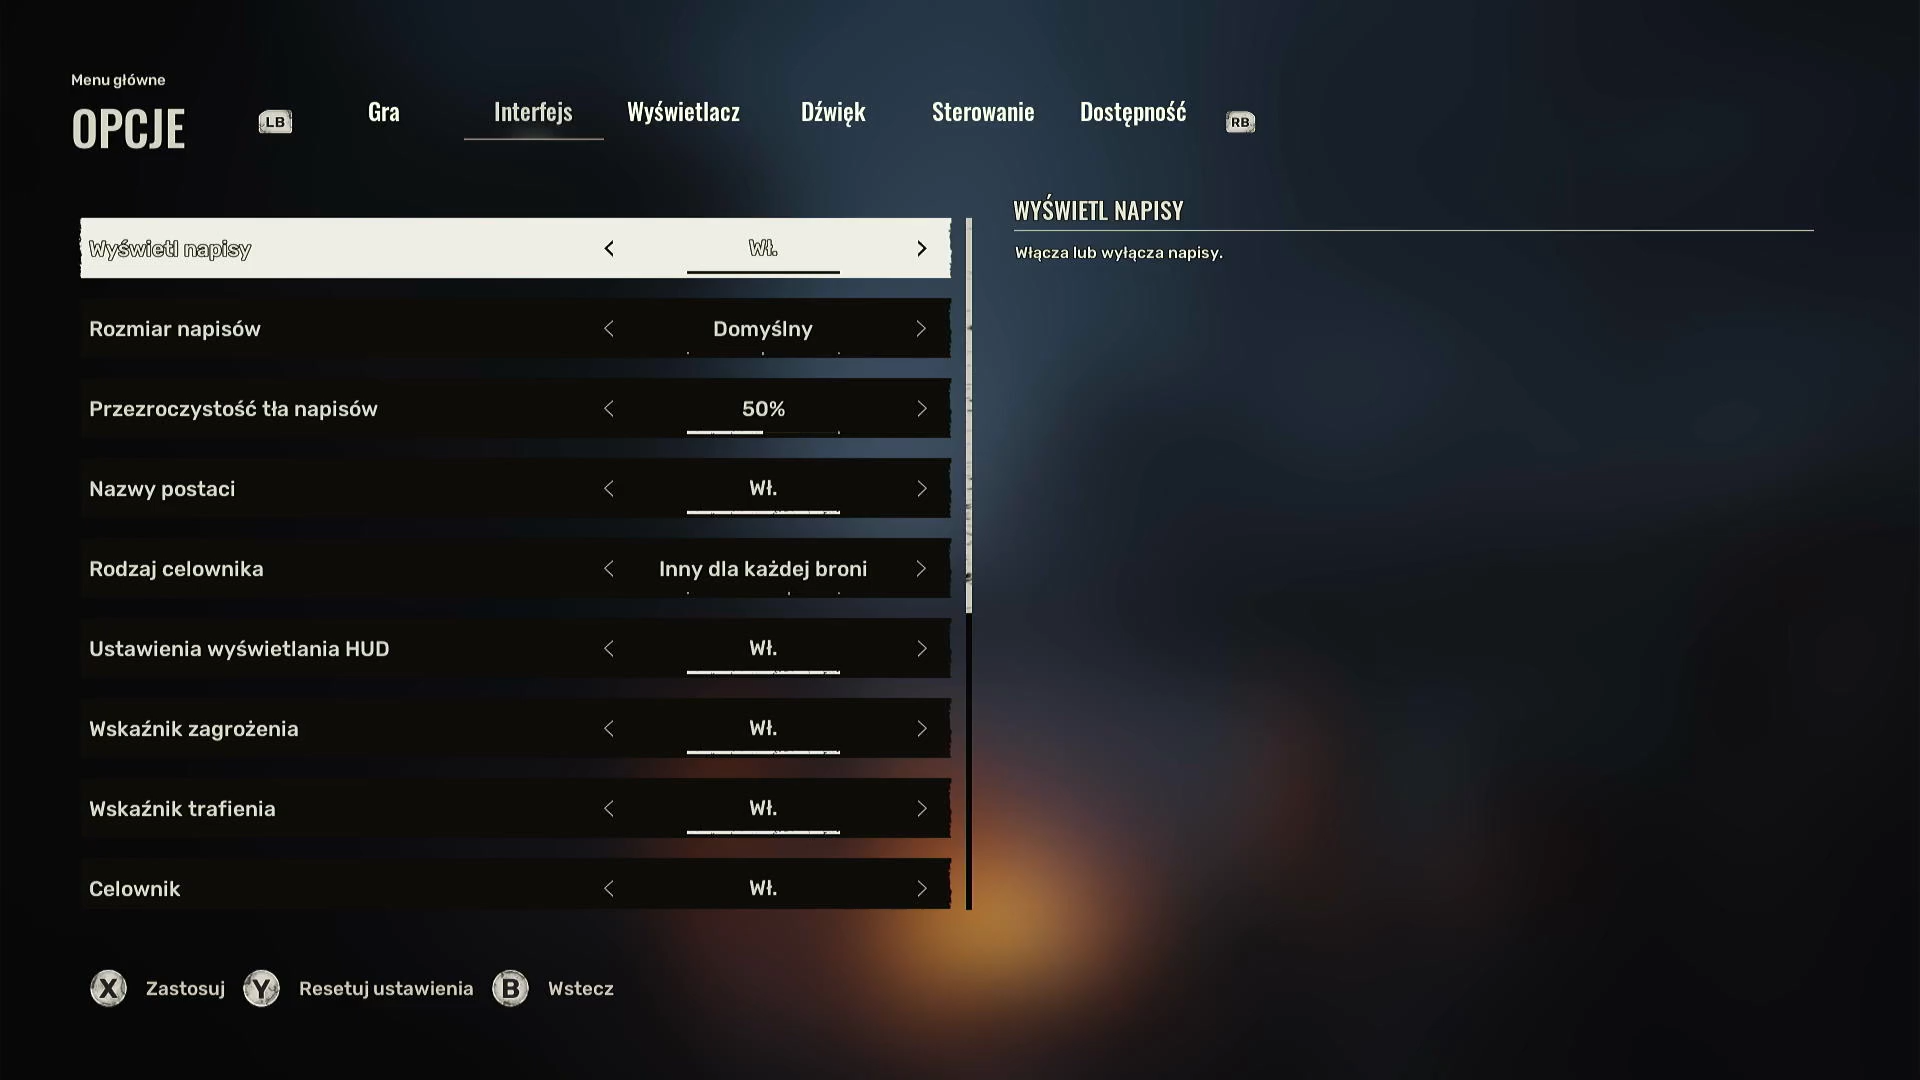 Menu główne
OPCJE
LB
Gra
Interfejs
Wyświetlacz
Dźwięk
Sterowanie
Dostępność
RB
Wyświetl napisy
Wł.
Rozmiar napisów
Domyślny
Przezroczystość tła napisów
50%
Nazwy postaci
Wł.
Rodzaj celownika
Inny dla każdej broni
Ustawienia wyświetlania HUD
Wł.
Wskaźnik zagrożenia
Wł.
Wskaźnik trafienia
Wł.
Celownik
Wł.
WYŚWIETL NAPISY
Włącza lub wyłącza napisy.
X Zastosuj Y Resetuj ustawienia B Wstecz